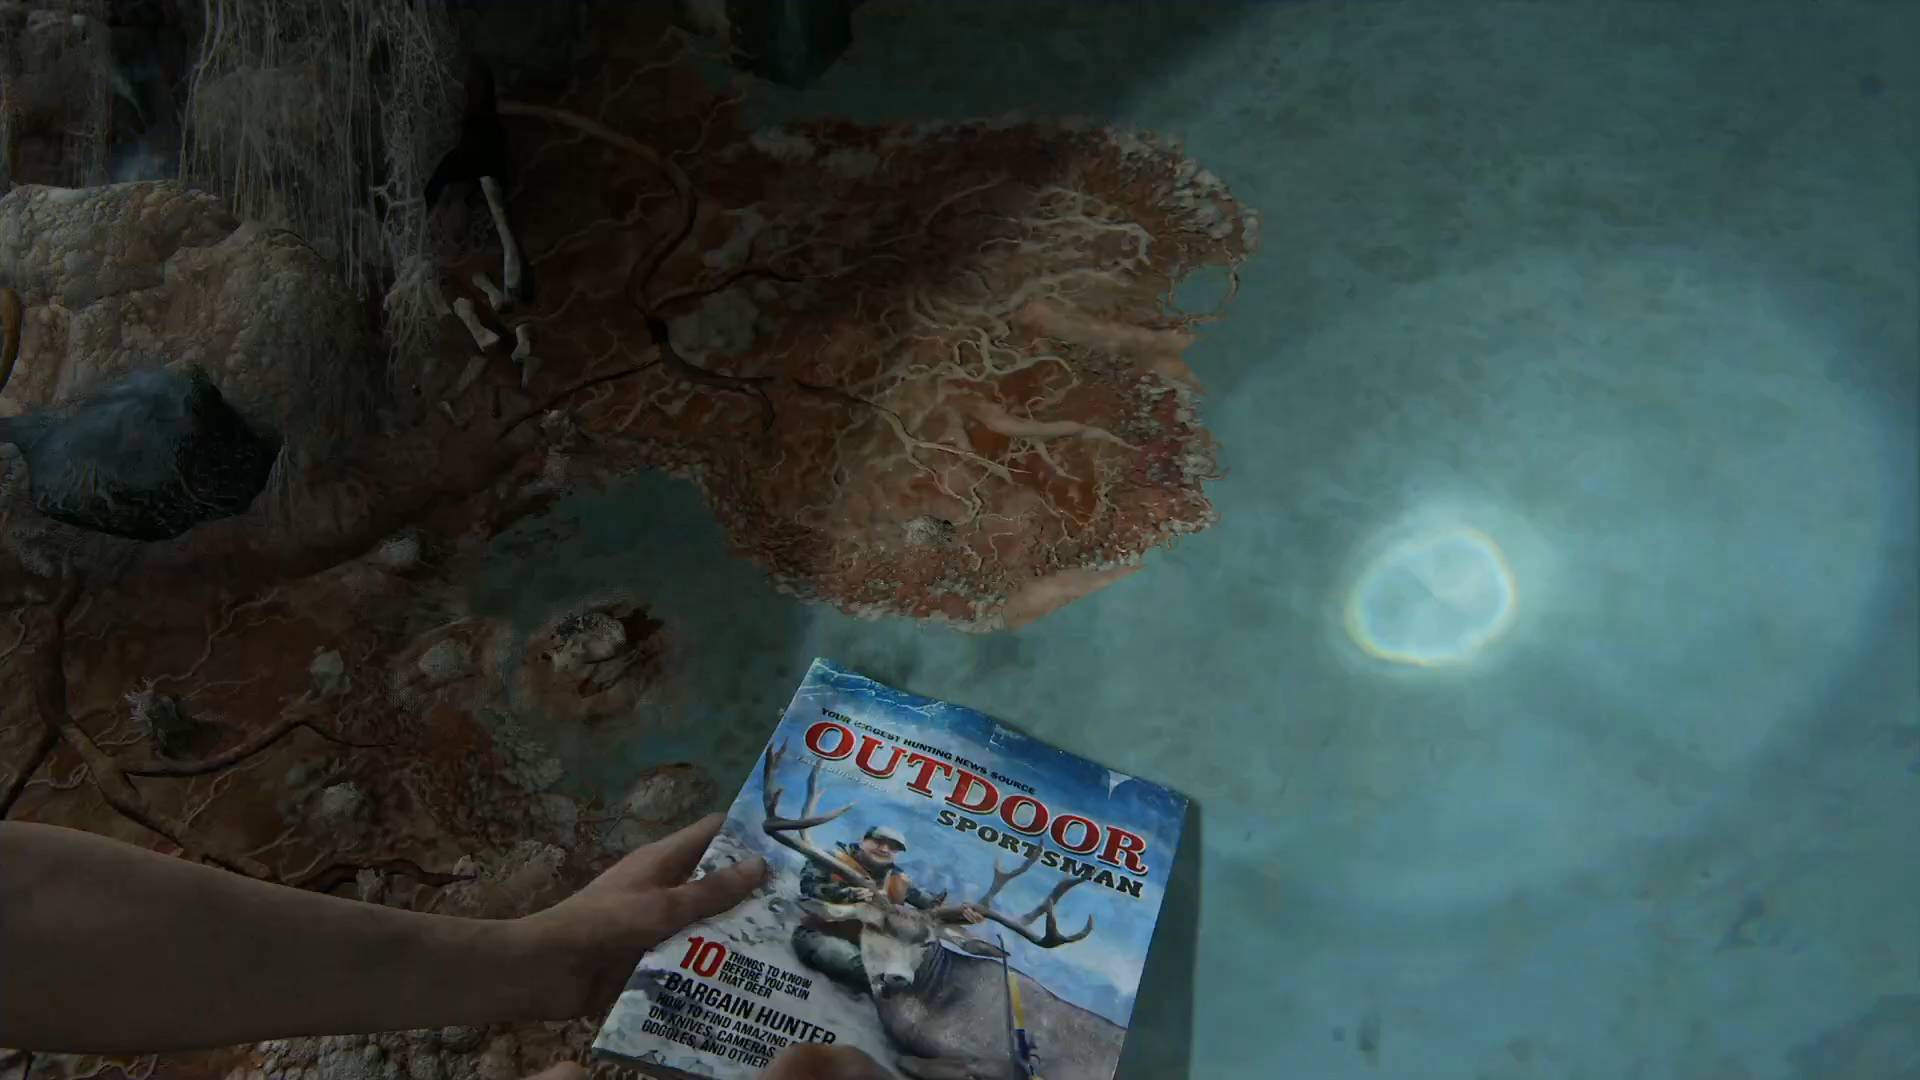 YOUR BIGGEST HUNTING NEWS SOURCE
OUTDOOR
SPORTSMAN
10 THINGS TO KNOW
BEFORE YOU SKIN
THAT DEER
BARGAIN HUNTER
HOW TO FIND AMAZING
ON KNIVES, CAMERAS,
GOGGLES, AND OTHER